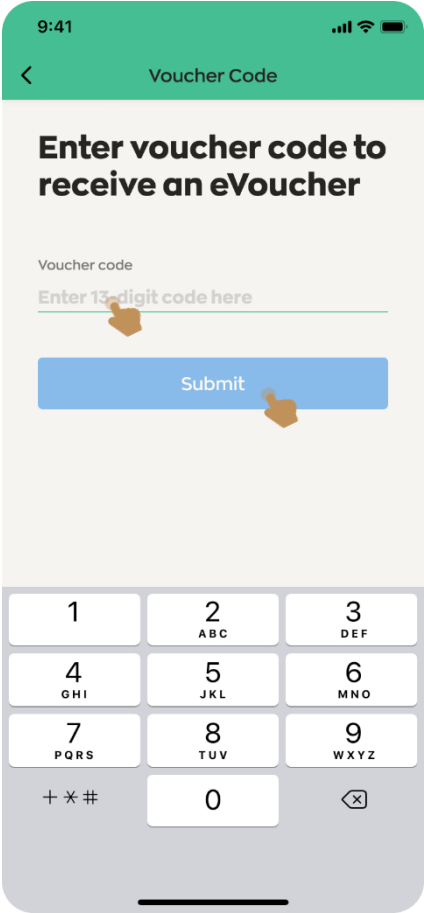 9:41
Voucher Code
Enter voucher code to
receive an eVoucher
Voucher code
Enter 13-digit code here
Submit
1
2
ABC
3
DEF
4
GHI
5
JKL
6
MNO
7
PQRS
8
TUV
9
WXYZ
+*#
0